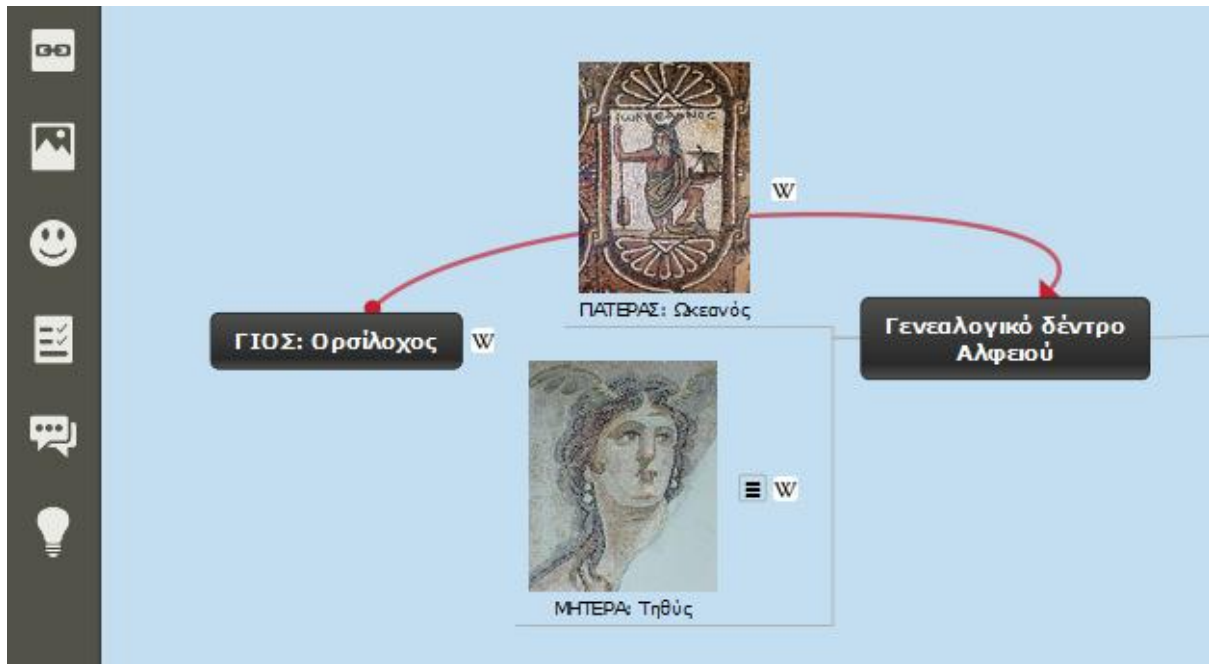 ΠΑΤΕΡΑΣ: Ωκεανός
W
ΓΙΟΣ: Ορσίλοχος
W
Γενεαλογικό δέντρο
Αλφειού
W
ΜΗΤΕΡΑ: Τηθύς